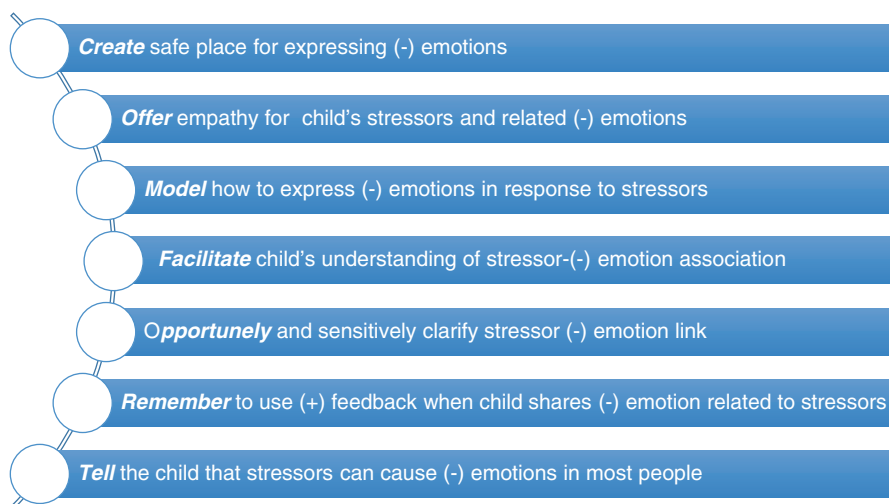 Create safe place for expressing (-) emotions
Offer empathy for child's stressors and related (-) emotions
Model how to express (-) emotions in response to stressors
Facilitate child's understanding of stressor-(-) emotion association
Opportunely and sensitively clarify stressor (-) emotion link
Remember to use (+) feedback when child shares (-) emotion related to stressors
Tell the child that stressors can cause (-) emotions in most people